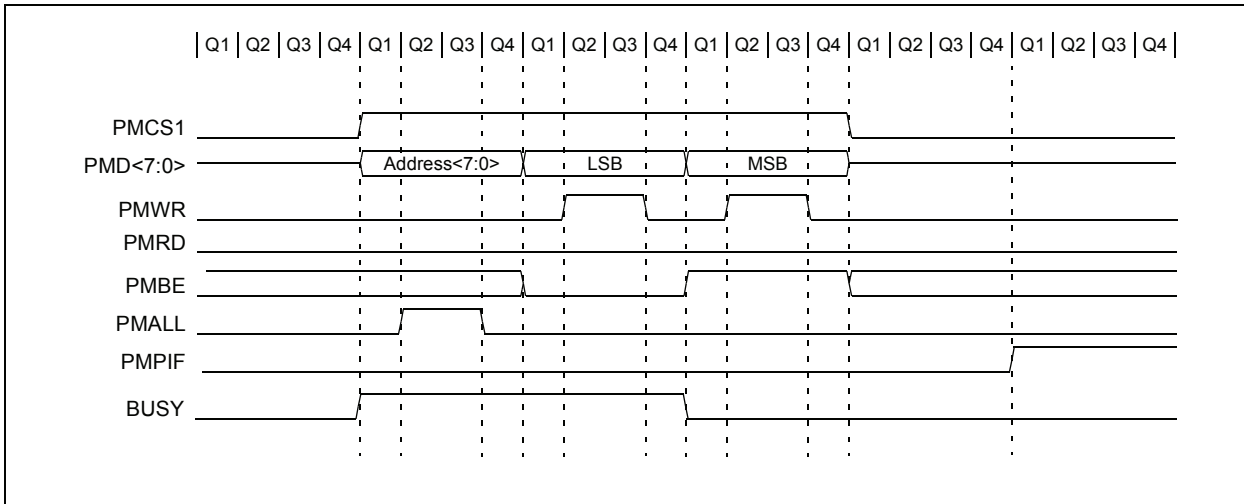 Q1 Q2 Q3 Q4 Q1 Q2 Q3 Q4 Q1 Q2 Q3 Q4 Q1 Q2 Q3 Q4 Q1 Q2 Q3 Q4 Q1 Q2 Q3 Q4
PMCS1
PMD<7:0> Address<7:0> LSB MSB
PMWR
PMRD
PMBE
PMALL
PMPIF
BUSY